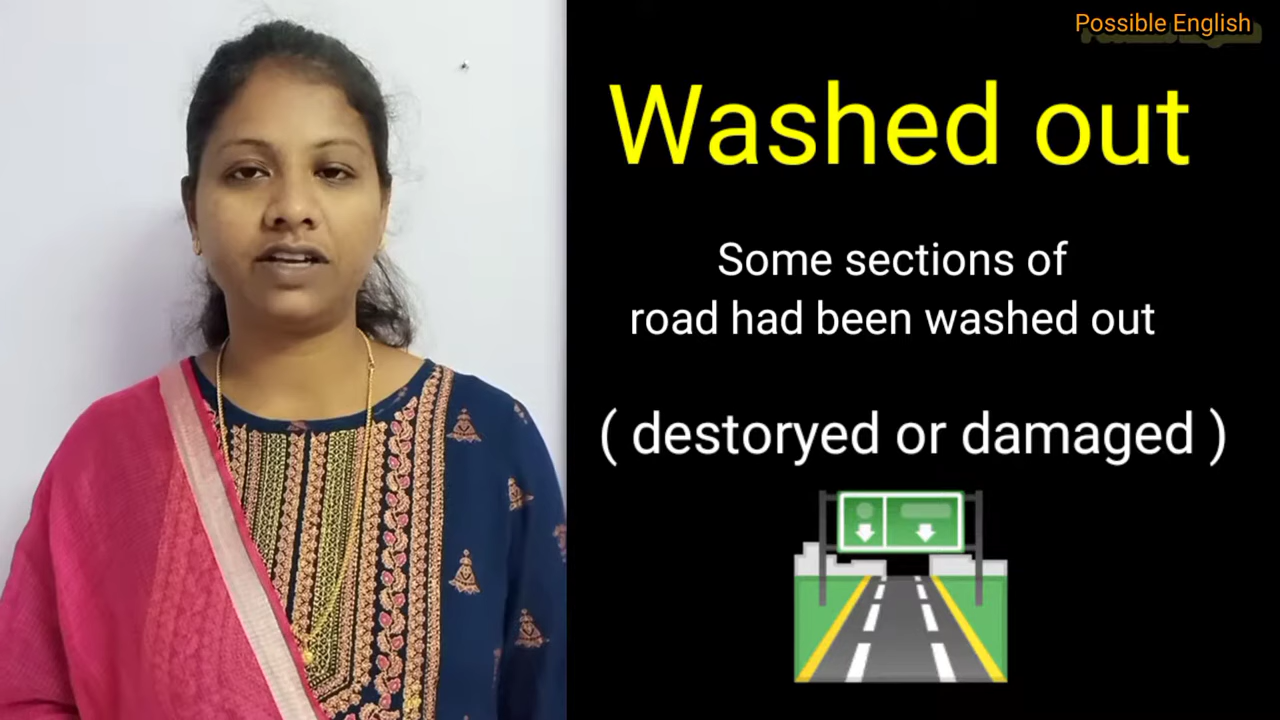 Possible English
Washed out
Some sections of
road had been washed out
( destoryed or damaged )